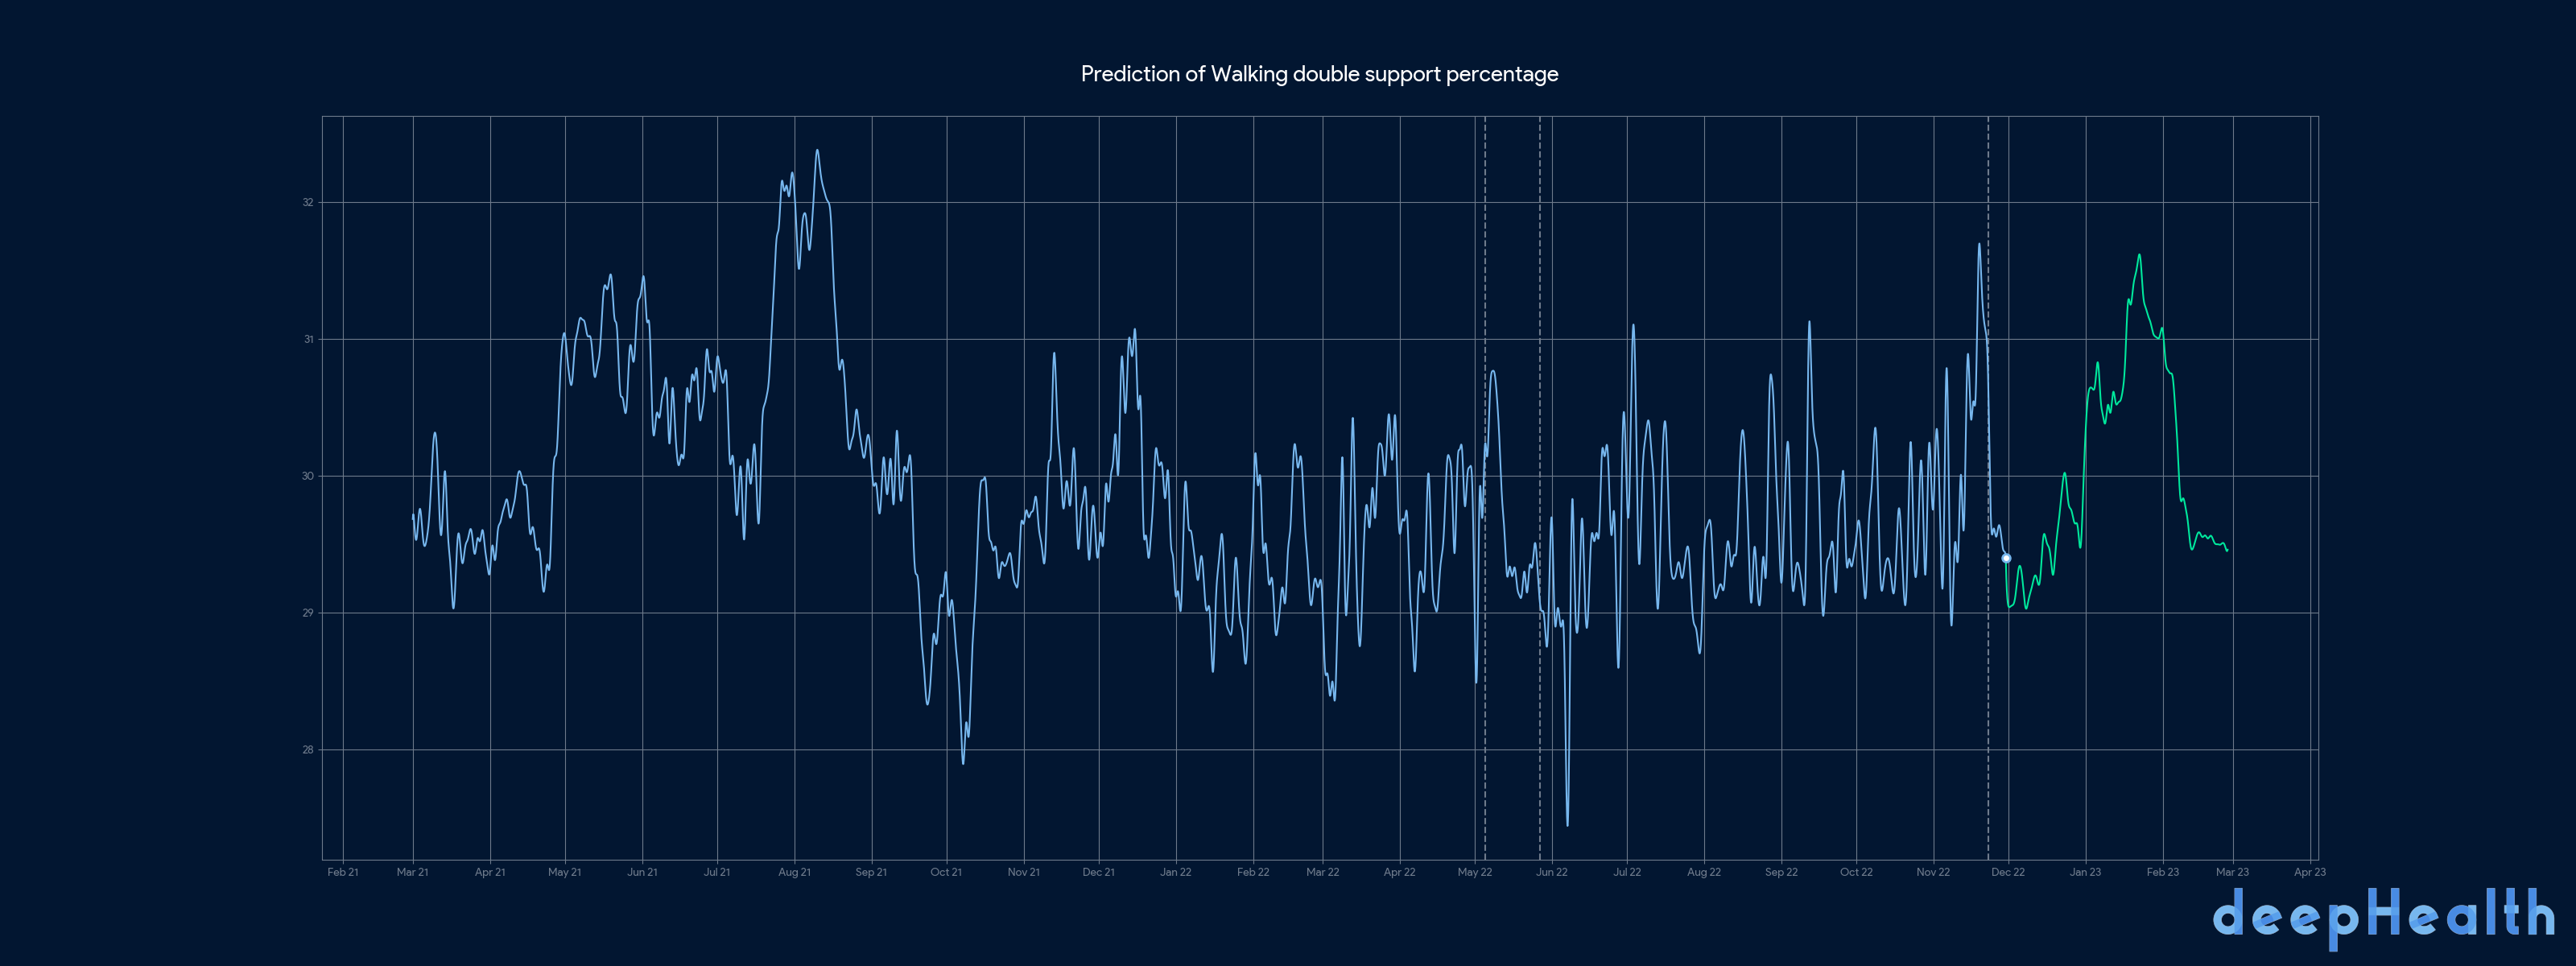 Prediction of Walking double support percentage
32
31
30
29
28
Feb 21 Mar 21 Apr 21 May 21 Jun 21 Jul 21 Aug 21 Sep 21 Oct 21 Nov 21 Dec 21 Jan 22 Feb 22 Mar 22 Apr 22 May 22 Jun 22 Jul 22 Aug 22 Sep 22 Oct 22 Nov 22 Dec 22 Jan 23 Feb 23 Mar 23 Apr 23
deepHealth